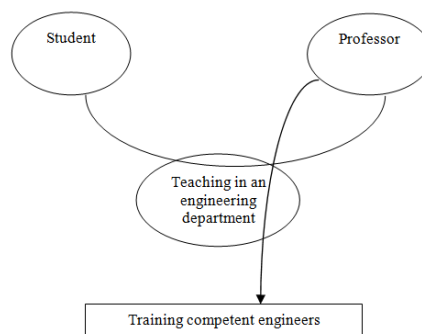 Student
Professor
Teaching in an
engineering
department
Training competent engineers